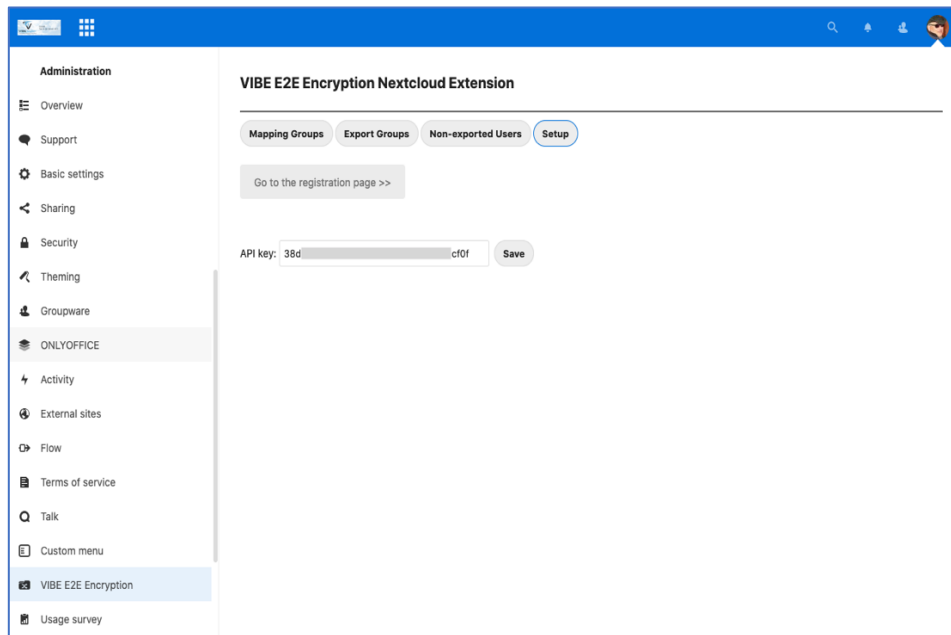 Administration
Overview
Support
Basic settings
Sharing
Security
Theming
Groupware
ONLYOFFICE
Activity
External sites
Flow
Terms of service
Talk
Custom menu
VIBE E2E Encryption
Usage survey
VIBE E2E Encryption Nextcloud Extension
Mapping Groups Export Groups Non-exported Users Setup
Go to the registration page >>
API key: 38d cf0f Save